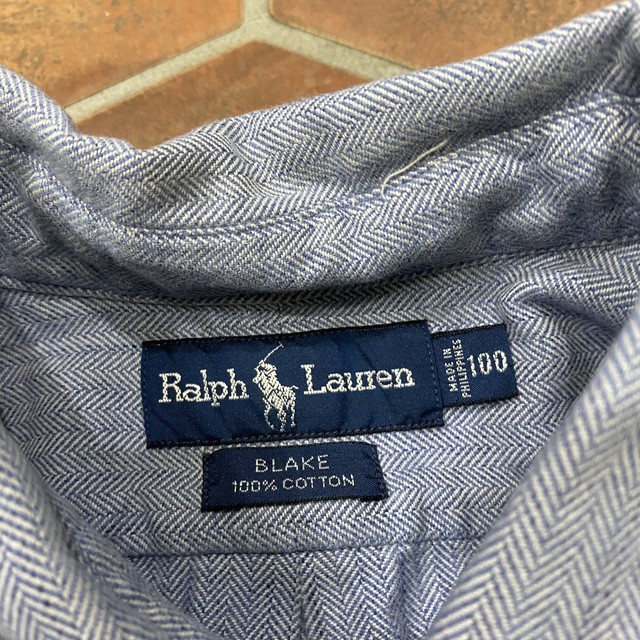 Ralph Lauren
MADE IN
PHILIPPINES
100
BLAKE
100% COTTON